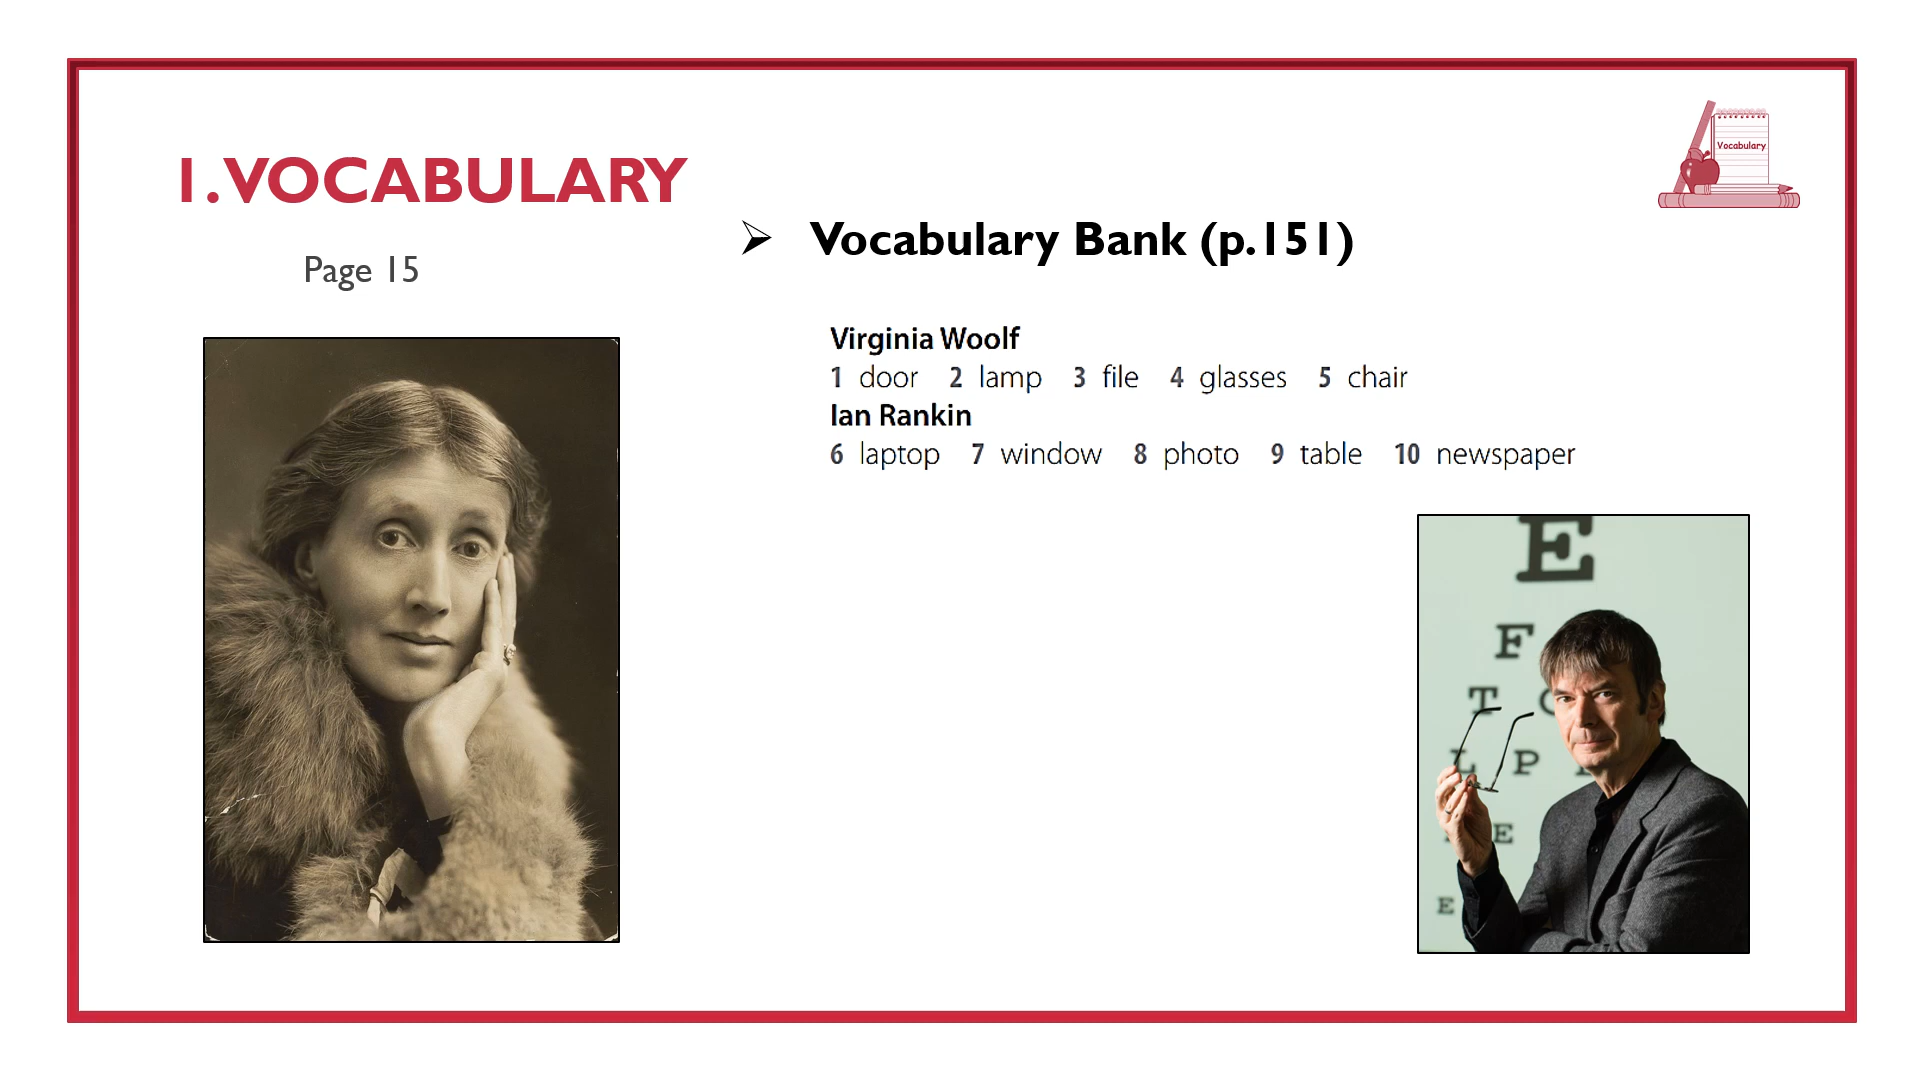 1.VOCABULARY
Page 15
Vocabulary
➢ Vocabulary Bank (p.151)
Virginia Woolf
1 door 2 lamp 3 file 4 glasses 5 chair
Ian Rankin
6 laptop 7 window 8 photo 9 table 10 newspaper
E
F
T
L P
E
E